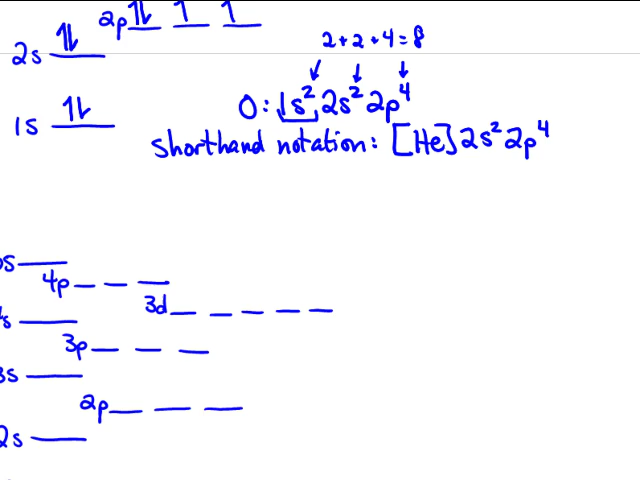 2p ⥮ ↿ ↿
2s ⥮
2 + 2 + 4 = 8
1s ⥮
O: 1s² 2s² 2p⁴
shorthand notation: [He] 2s² 2p⁴
s
4p
3d
s
3p
3s
2p
2s